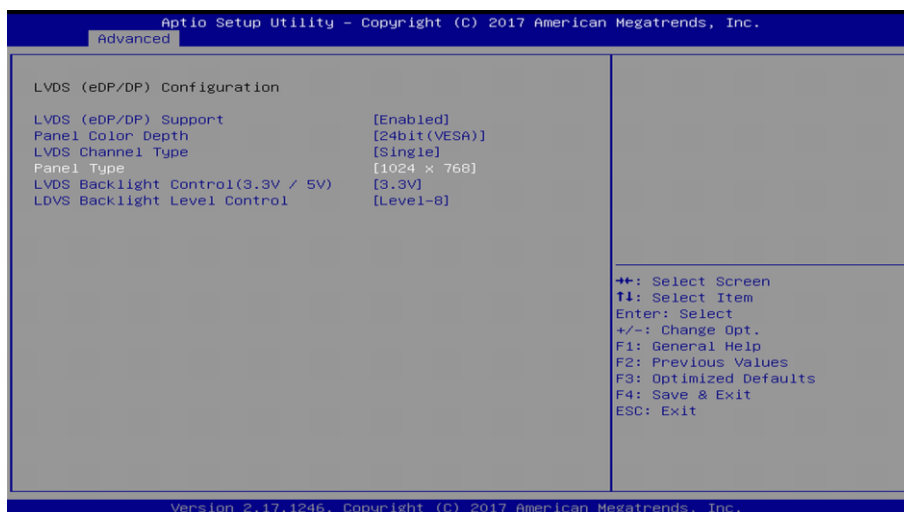 Aptio Setup Utility – Copyright (C) 2017 American Megatrends, Inc.
Advanced
LVDS (eDP/DP) Configuration
LVDS (eDP/DP) Support [Enabled]
Panel Color Depth [24bit(VESA)]
LVDS Channel Type [Single]
Panel Type [1024 x 768]
LVDS Backlight Control(3.3V / 5V) [3.3V]
LDVS Backlight Level Control [Level-8]
→←: Select Screen
↑↓: Select Item
Enter: Select
+/-: Change Opt.
F1: General Help
F2: Previous Values
F3: Optimized Defaults
F4: Save & Exit
ESC: Exit
Version 2.17.1246. Copyright (C) 2017 American Megatrends, Inc.